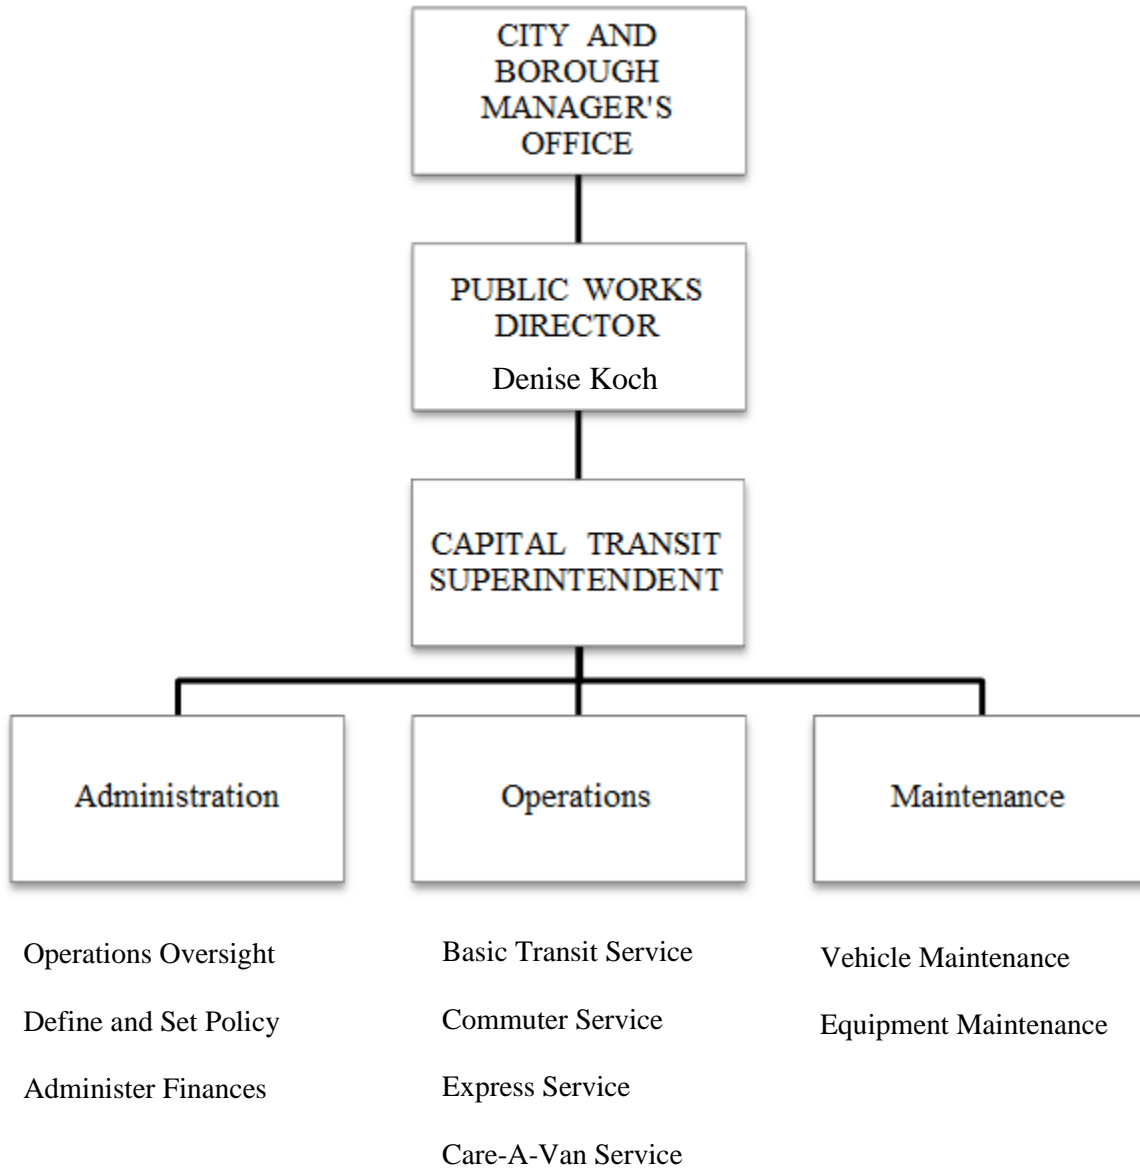 CITY AND
BOROUGH
MANAGER'S
OFFICE
PUBLIC WORKS
DIRECTOR
Denise Koch
CAPITAL TRANSIT
SUPERINTENDENT
Administration
Operations
Maintenance
Operations Oversight
Define and Set Policy
Administer Finances
Basic Transit Service
Commuter Service
Express Service
Care-A-Van Service
Vehicle Maintenance
Equipment Maintenance